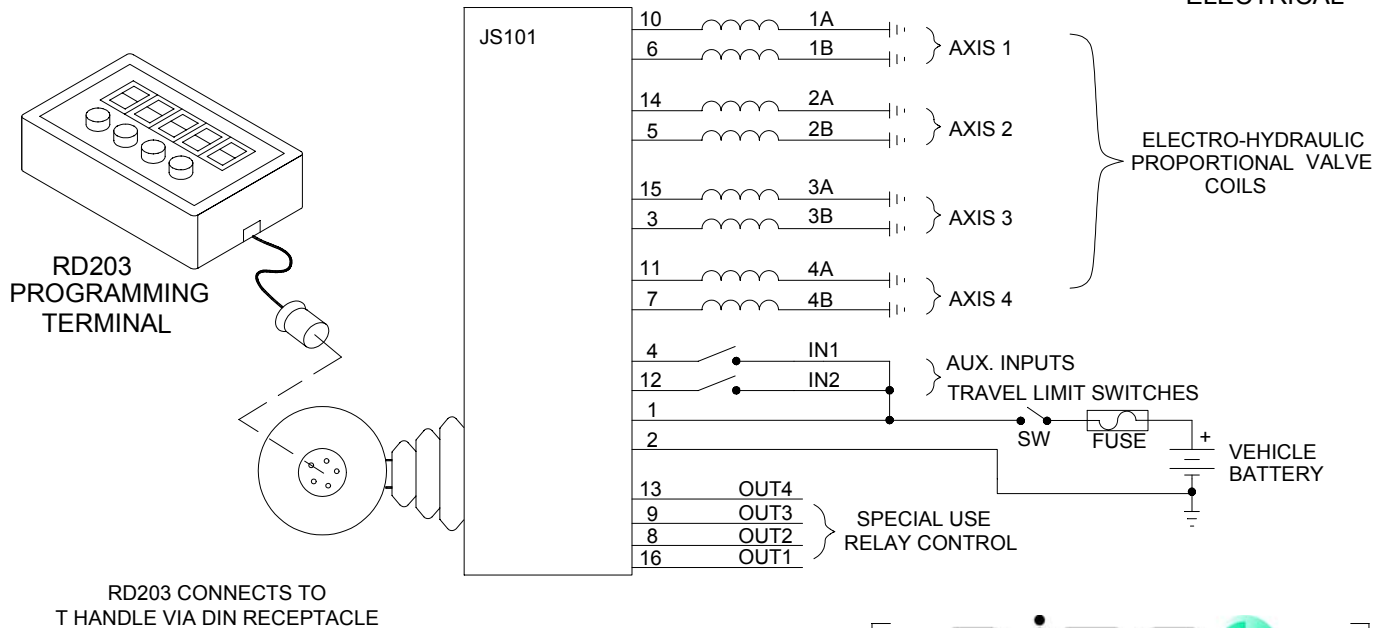 ELECTRICAL
JS101
10 1A
6 1B
AXIS 1
14 2A
5 2B
AXIS 2
15 3A
3 3B
AXIS 3
11 4A
7 4B
AXIS 4
ELECTRO-HYDRAULIC
PROPORTIONAL VALVE
COILS
RD203
PROGRAMMING
TERMINAL
4 IN1
12 IN2
AUX. INPUTS
TRAVEL LIMIT SWITCHES
1
2
SW
FUSE
+
VEHICLE
BATTERY
13 OUT4
9 OUT3
8 OUT2
16 OUT1
SPECIAL USE
RELAY CONTROL
RD203 CONNECTS TO
T HANDLE VIA DIN RECEPTACLE